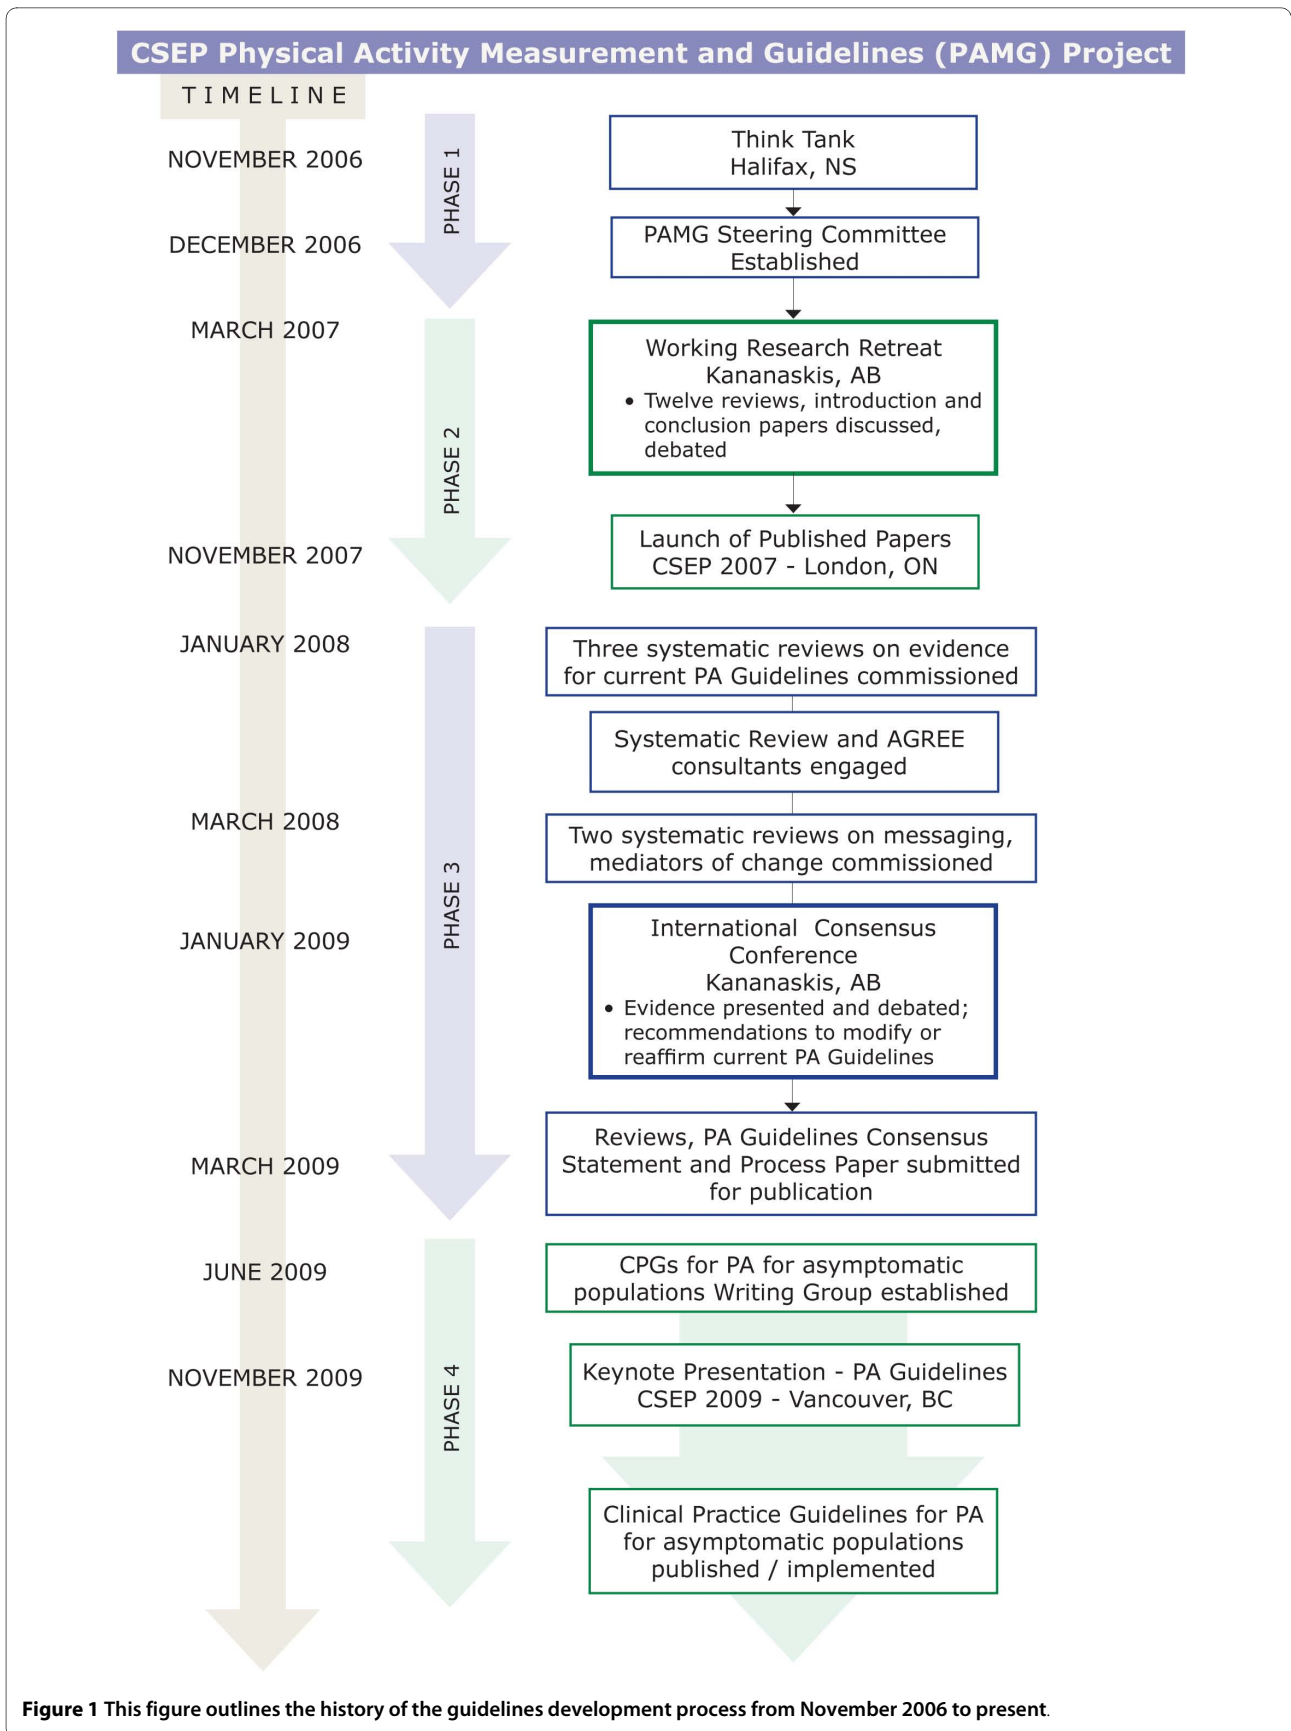 CSEP Physical Activity Measurement and Guidelines (PAMG) Project
TIMELINE
NOVEMBER 2006
PHASE 1
Think Tank
Halifax, NS
DECEMBER 2006
PAMG Steering Committee
Established
MARCH 2007
PHASE 2
Working Research Retreat
Kananaskis, AB
• Twelve reviews, introduction and
conclusion papers discussed,
debated
NOVEMBER 2007
Launch of Published Papers
CSEP 2007 - London, ON
JANUARY 2008
PHASE 3
Three systematic reviews on evidence
for current PA Guidelines commissioned
Systematic Review and AGREE
consultants engaged
MARCH 2008
Two systematic reviews on messaging,
mediators of change commissioned
JANUARY 2009
International Consensus
Conference
Kananaskis, AB
• Evidence presented and debated;
recommendations to modify or
reaffirm current PA Guidelines
MARCH 2009
Reviews, PA Guidelines Consensus
Statement and Process Paper submitted
for publication
JUNE 2009
PHASE 4
CPGs for PA for asymptomatic
populations Writing Group established
NOVEMBER 2009
Keynote Presentation - PA Guidelines
CSEP 2009 - Vancouver, BC
Clinical Practice Guidelines for PA
for asymptomatic populations
published / implemented
Figure 1 This figure outlines the history of the guidelines development process from November 2006 to present.